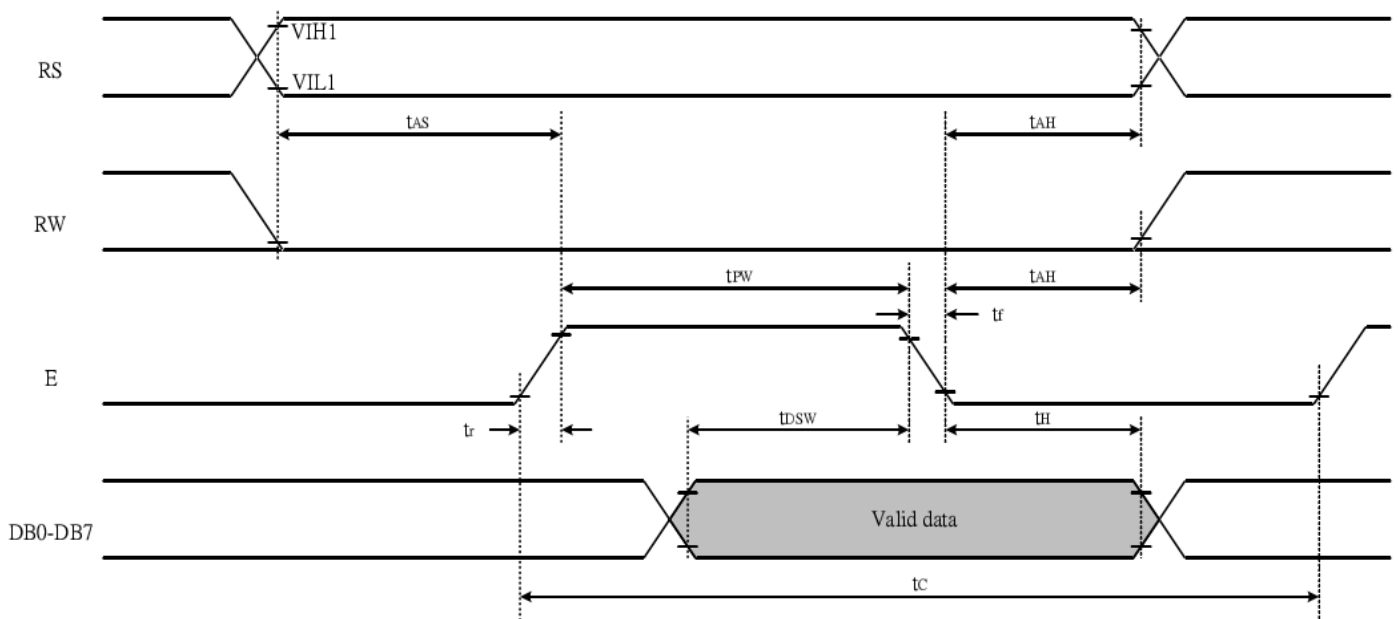 VIH1
RS
VIL1
tAS tAH
RW
tPW tAH
tf
E
tr tDSW tH
Valid data
DB0-DB7
tC